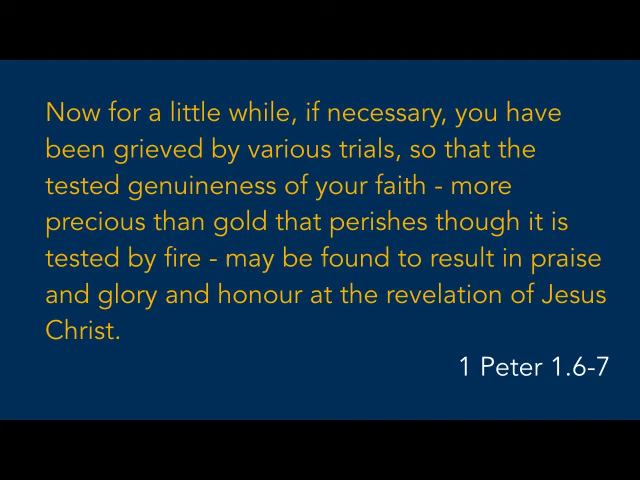 Now for a little while, if necessary, you have
been grieved by various trials, so that the
tested genuineness of your faith - more
precious than gold that perishes though it is
tested by fire - may be found to result in praise
and glory and honour at the revelation of Jesus
Christ.
1 Peter 1.6-7